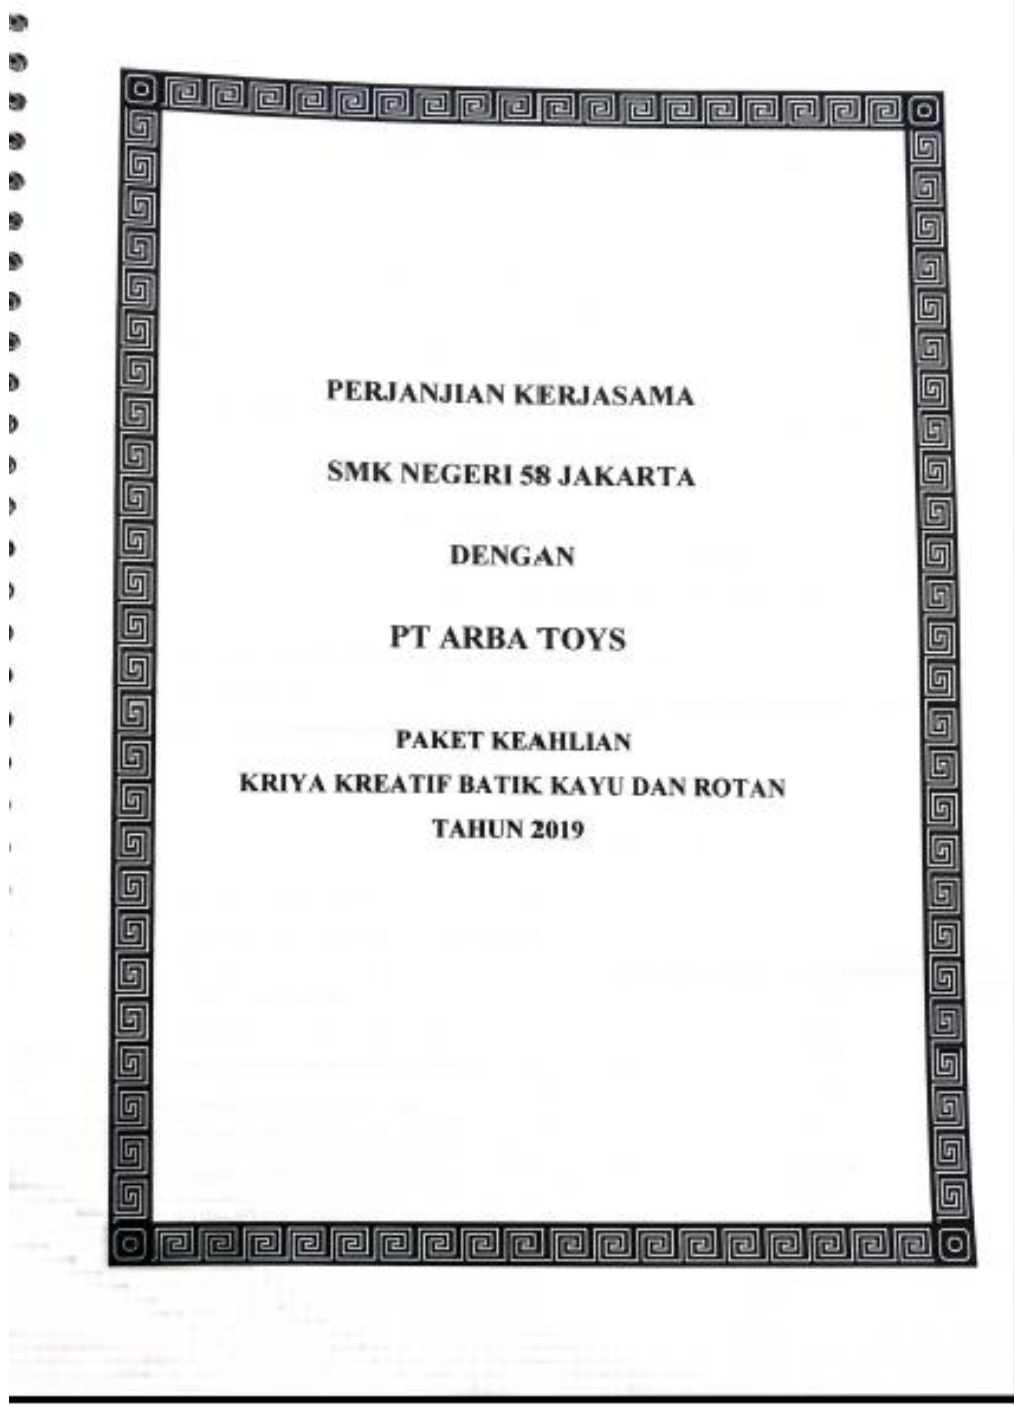 PERJANJIAN KERJASAMA
SMK NEGERI 58 JAKARTA
DENGAN
PT ARBA TOYS
PAKET KEAHLIAN
KRIYA KREATIF BATIK KAYU DAN ROTAN
TAHUN 2019